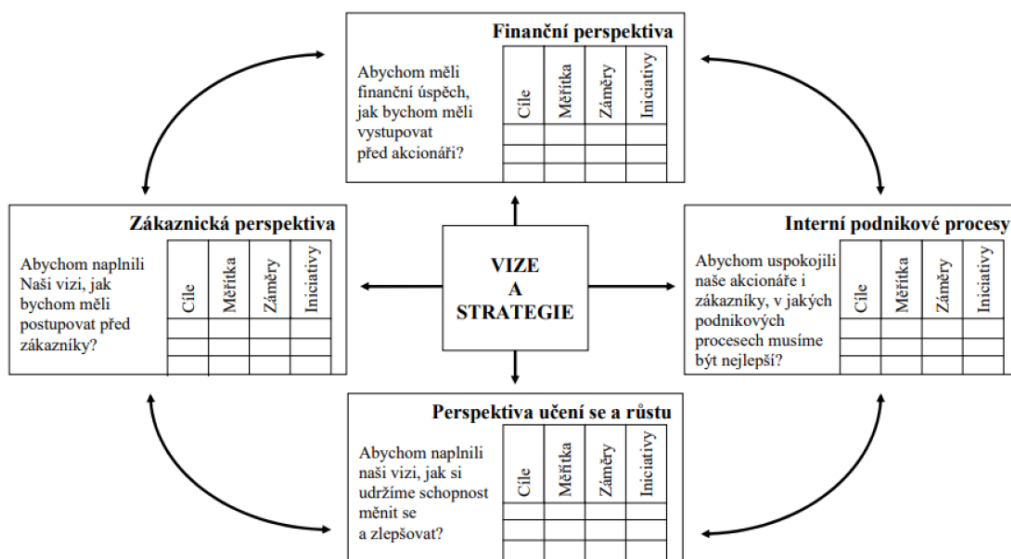 Finanční perspektiva
Abychom měli
finanční úspěch,
jak bychom měli
vystupovat
před akcionáři?
Cíle
Měřítka
Záměry
Iniciativy
Zákaznická perspektiva
Abychom naplnili
Naši vizi, jak
bychom měli
postupovat před
zákazníky?
Cíle
Měřítka
Záměry
Iniciativy
VIZE
A
STRATEGIE
Interní podnikové procesy
Abychom uspokojili
naše akcionáře i
zákazníky, v jakých
podnikových
procesech musíme
být nejlepší?
Cíle
Měřítka
Záměry
Iniciativy
Perspektiva učení se a růstu
Abychom naplnili
naši vizi, jak si
udržíme schopnost
měnit se
a zlepšovat?
Cíle
Měřítka
Záměry
Iniciativy